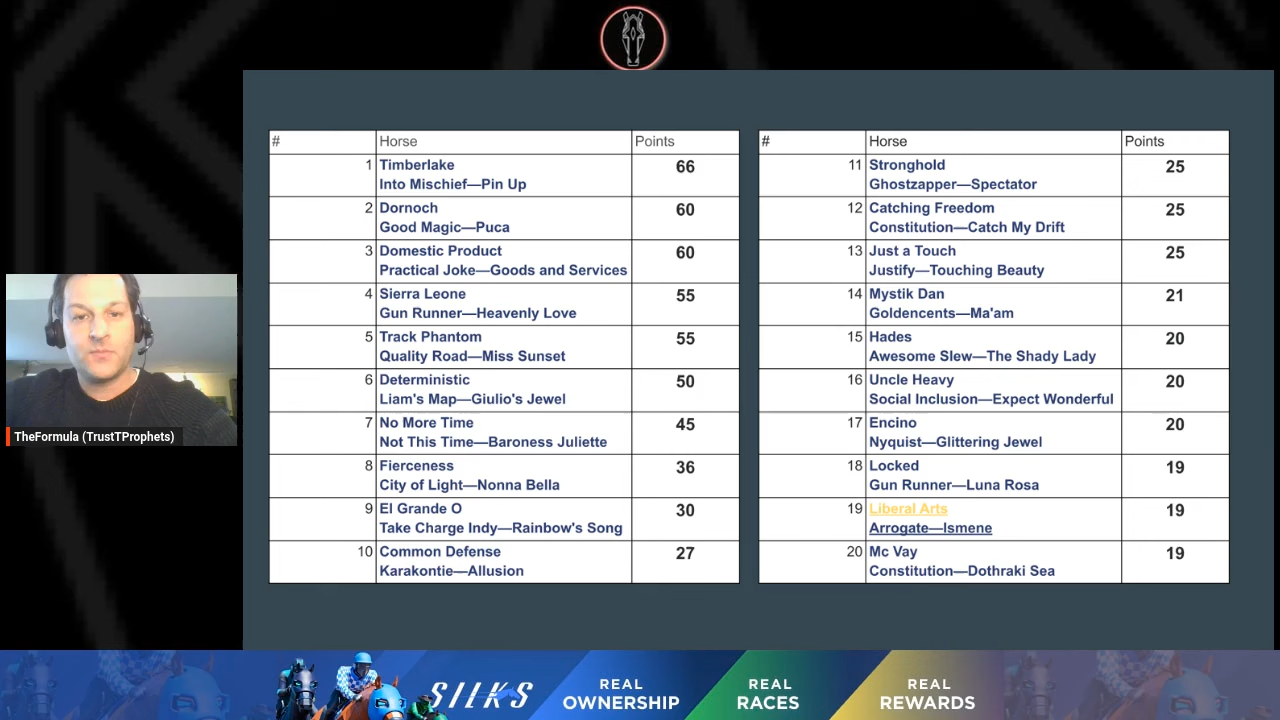 # Horse Points
1 Timberlake 66
Into Mischief—Pin Up
2 Dornoch 60
Good Magic—Puca
3 Domestic Product 60
Practical Joke—Goods and Services
4 Sierra Leone 55
Gun Runner—Heavenly Love
5 Track Phantom 55
Quality Road—Miss Sunset
6 Deterministic 50
Liam's Map—Giulio's Jewel
7 No More Time 45
Not This Time—Baroness Juliette
8 Fierceness 36
City of Light—Nonna Bella
9 El Grande O 30
Take Charge Indy—Rainbow's Song
10 Common Defense 27
Karakontie—Allusion
# Horse Points
11 Stronghold 25
Ghostzapper—Spectator
12 Catching Freedom 25
Constitution—Catch My Drift
13 Just a Touch 25
Justify—Touching Beauty
14 Mystik Dan 21
Goldencents—Ma'am
15 Hades 20
Awesome Slew—The Shady Lady
16 Uncle Heavy 20
Social Inclusion—Expect Wonderful
17 Encino 20
Nyquist—Glittering Jewel
18 Locked 19
Gun Runner—Luna Rosa
19 Liberal Arts 19
Arrogate—Ismene
20 Mc Vay 19
Constitution—Dothraki Sea
TheFormula (TrustTProphets)
SILKS
REAL
OWNERSHIP
REAL
RACES
REAL
REWARDS